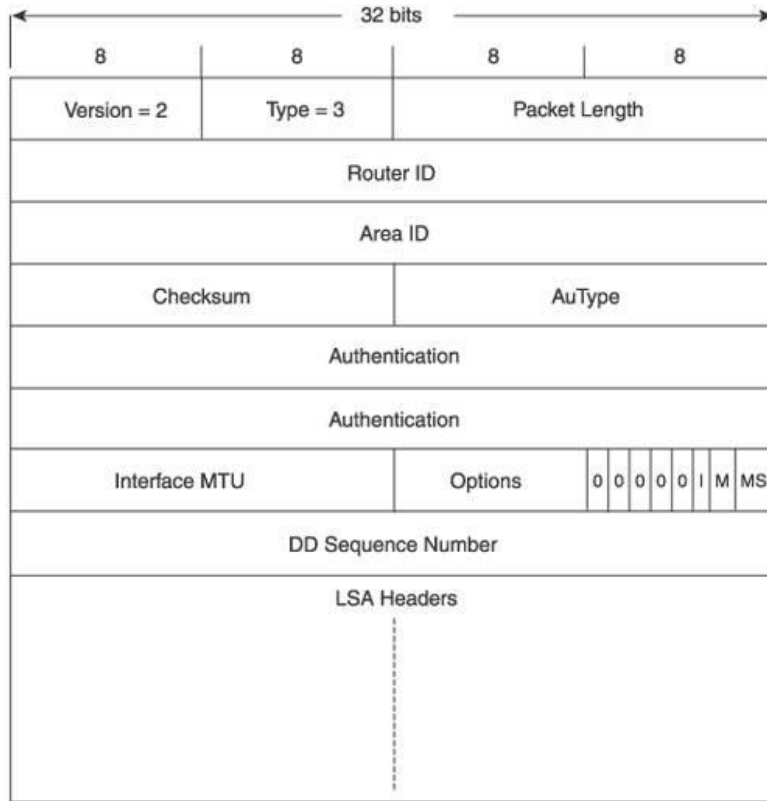 32 bits
8 8 8 8
Version = 2 Type = 3 Packet Length
Router ID
Area ID
Checksum AuType
Authentication
Authentication
Interface MTU Options 0 0 0 0 0 I M MS
DD Sequence Number
LSA Headers